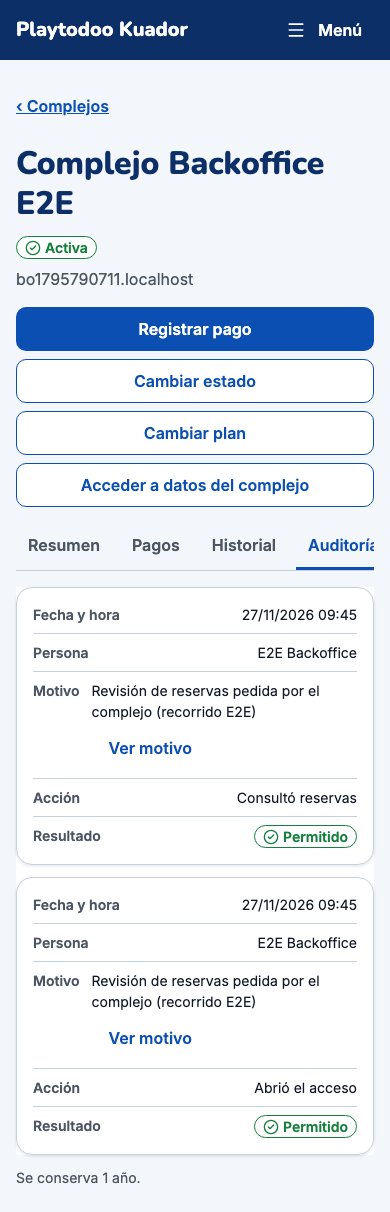 Playtodoo Kuador
☰ Menú
‹ Complejos
Complejo Backoffice
E2E
Activa
bo1795790711.localhost
Registrar pago
Cambiar estado
Cambiar plan
Acceder a datos del complejo
Resumen Pagos Historial Auditoría
Fecha y hora 27/11/2026 09:45
Persona E2E Backoffice
Motivo Revisión de reservas pedida por el
complejo (recorrido E2E)
Ver motivo
Acción Consultó reservas
Resultado Permitido
Fecha y hora 27/11/2026 09:45
Persona E2E Backoffice
Motivo Revisión de reservas pedida por el
complejo (recorrido E2E)
Ver motivo
Acción Abrió el acceso
Resultado Permitido
Se conserva 1 año.